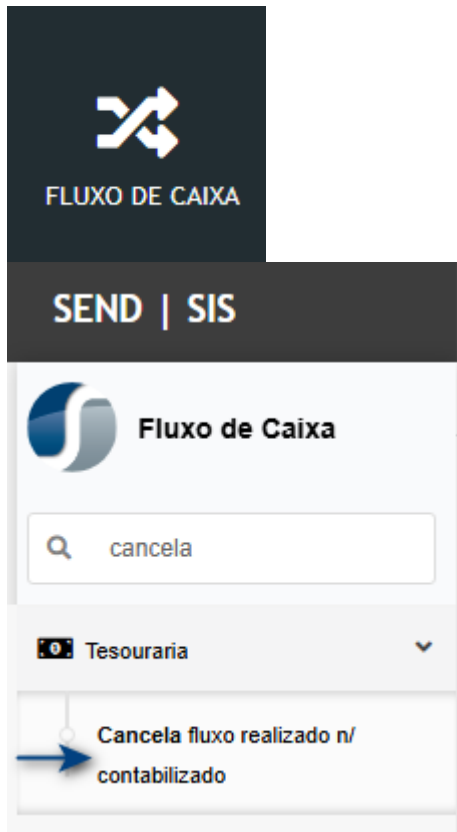 FLUXO DE CAIXA
SEND | SIS
Fluxo de Caixa
cancela
Tesouraria
Cancela fluxo realizado n/
contabilizado